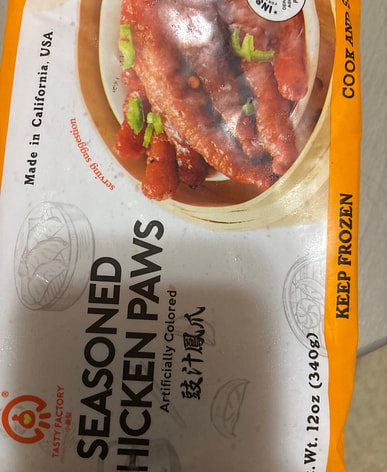 Made in California, USA
serving suggestion
TASTY FACTORY
SEASONED
HICKEN PAWS
Artificially Colored
豉汁鳳爪
Wt. 12oz (340g)
KEEP FROZEN
COOK AND